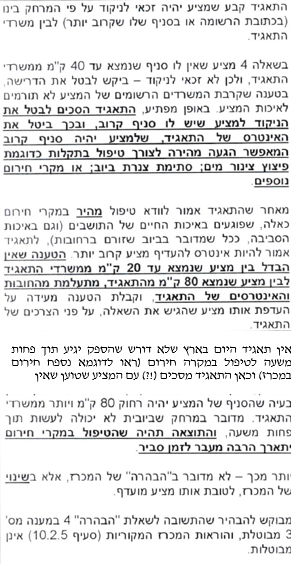 התאגיד קבע שמציע יהיה זכאי לניקוד על פי המרחק בינו
(בכתובת הרשומה או בסניף שלו שקרוב יותר) לבין משרדי
התאגיד.
בשאלה 4 מציע שאין לו סניף שנמצא עד 40 ק"מ ממשרדי
התאגיד, ולכן לא זכאי לניקוד – ביקש לבטל את הדרישה,
בטענה שקרבת המשרדים הרשומים של המציע לא תורמים
לאיכות המציע. באופן מפתיע, התאגיד הסכים לבטל את
הניקוד למציע שיש לו סניף קרוב, ובכך ביטל את
האינטרס של התאגיד, שלמציע יהיה סניף קרוב
המאפשר הגעה מהירה לצורך טיפול בתקלות כדוגמת
פיצוץ צינור מים; סתימת צנרת ביוב; או מקרי חירום
נוספים.
מאחר שהתאגיד אמור לוודא טיפול מהיר במקרי חירום
כאלה, שפוגעים באיכות החיים של התושבים (וגם באיכות
הסביבה, ככל שמדובר בביוב שזורם ברחובות), לתאגיד
אמור להיות אינטרס להעדיף מציע קרוב יותר. הטענה שאין
הבדל בין מציע שנמצא עד 20 ק"מ ממשרדי התאגיד
לבין מציע שנמצא 80 ק"מ מהתאגיד, מתעלמת מהחובות
והאינטרסים של התאגיד, וקבלת הטענה מעידה על
העדפת אותו מציע שהגיש את השאלה, על פני הצרכים של
התאגיד.
אין תאגיד היום בארץ שלא דורש שהספק יגיע תוך פחות
משעה לטיפול במקרה חירום (ראו לדוגמא נספח חירום
במכרז) וכאן התאגיד מסכים (!?) עם המציע שטוען שאין
בעיה שהסניף של המציע יהיה רחוק 80 ק"מ ויותר ממשרדי
התאגיד. מדובר במרחק שביובית לא יכולה לעשות תוך
פחות משעה, והתוצאה תהיה שהטיפול במקרי חירום
יתארך הרבה מעבר לזמן סביר.
יותר מכך – לא מדובר ב"הבהרה" של המכרז, אלא בשינוי
של המכרז, לטובת אותו מציע מועדף.
מבוקש להבהיר שהתשובה לשאלת "הבהרה" 4 במענה מס'
3 מבוטלת, והוראות המכרז המקוריות (סעיף 10.2.5) אינן
מבוטלות.